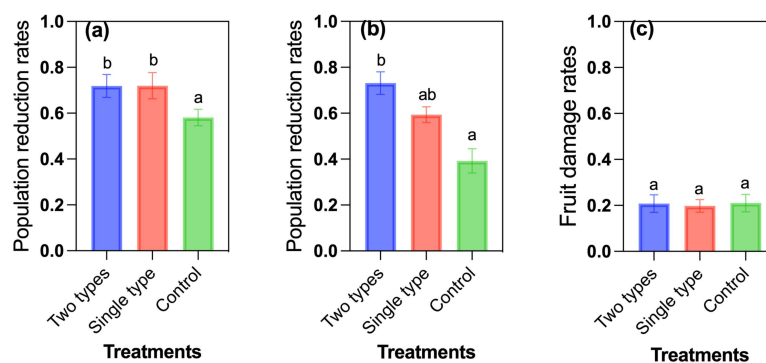 (a)
Population reduction rates
1.0
0.8
0.6
0.4
0.2
0.0
b
b
a
Two types
Single type
Control
Treatments
(b)
Population reduction rates
1.0
0.8
0.6
0.4
0.2
0.0
b
ab
a
Two types
Single type
Control
Treatments
(c)
Fruit damage rates
1.0
0.8
0.6
0.4
0.2
0.0
a
a
a
Two types
Single type
Control
Treatments